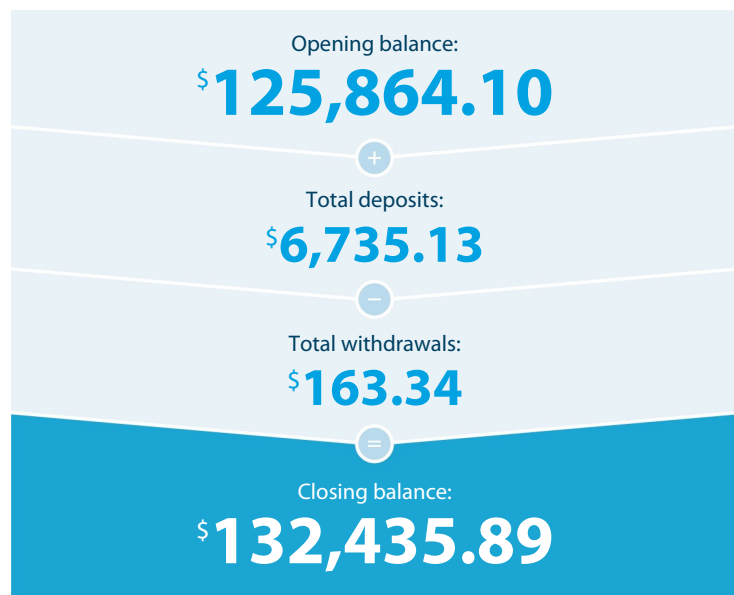 Opening balance:
$125,864.10
+
Total deposits:
$6,735.13
−
Total withdrawals:
$163.34
=
Closing balance:
$132,435.89